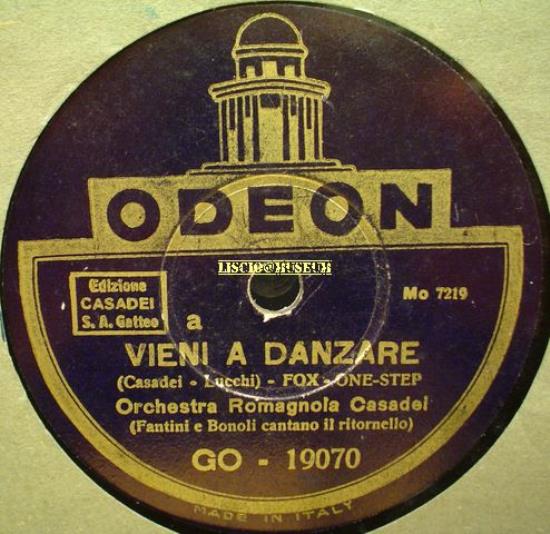 ODEON
LISCIO@MUSEUM
Edizione
CASADEI
S. A. Gatteo
Mo 7219
a
VIENI A DANZARE
(Casadei - Lucchi) - FOX - ONE-STEP
Orchestra Romagnola Casadei
(Fantini e Bonoli cantano il ritornello)
GO - 19070
MADE IN ITALY